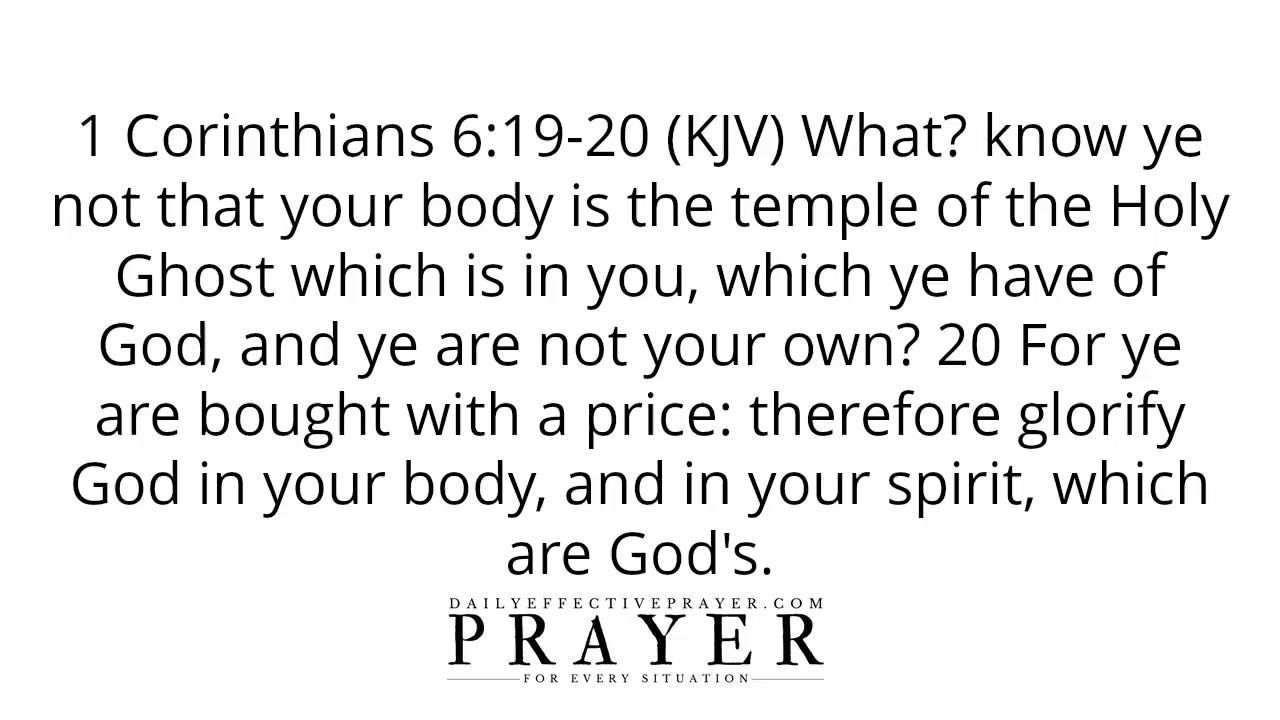 1 Corinthians 6:19-20 (KJV) What? know ye
not that your body is the temple of the Holy
Ghost which is in you, which ye have of
God, and ye are not your own? 20 For ye
are bought with a price: therefore glorify
God in your body, and in your spirit, which
are God's.
DAILYEFFECTIVEPRAYER.COM
PRAYER
FOR EVERY SITUATION